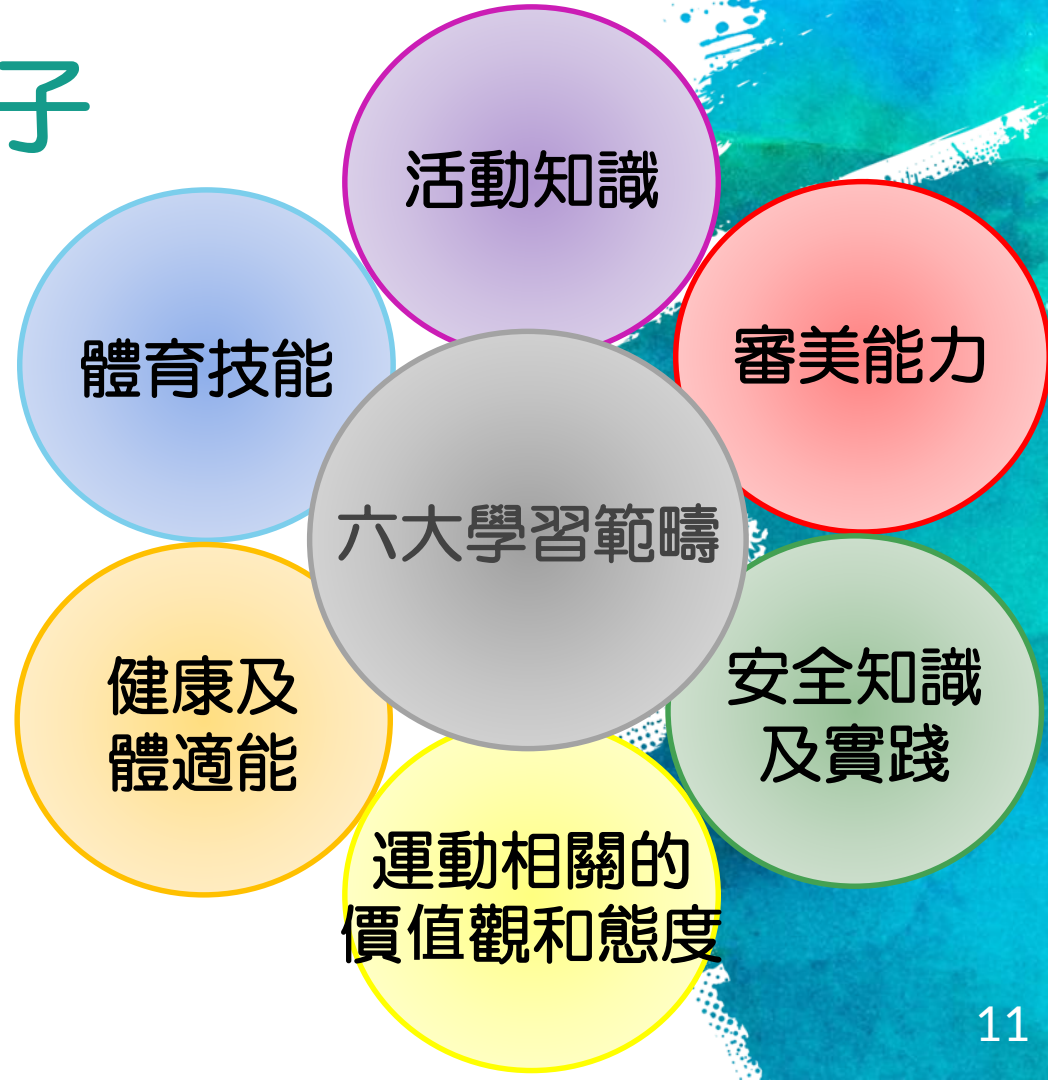 子
活動知識
體育技能
審美能力
六大學習範疇
健康及
體適能
安全知識
及實踐
運動相關的
價值觀和態度
11